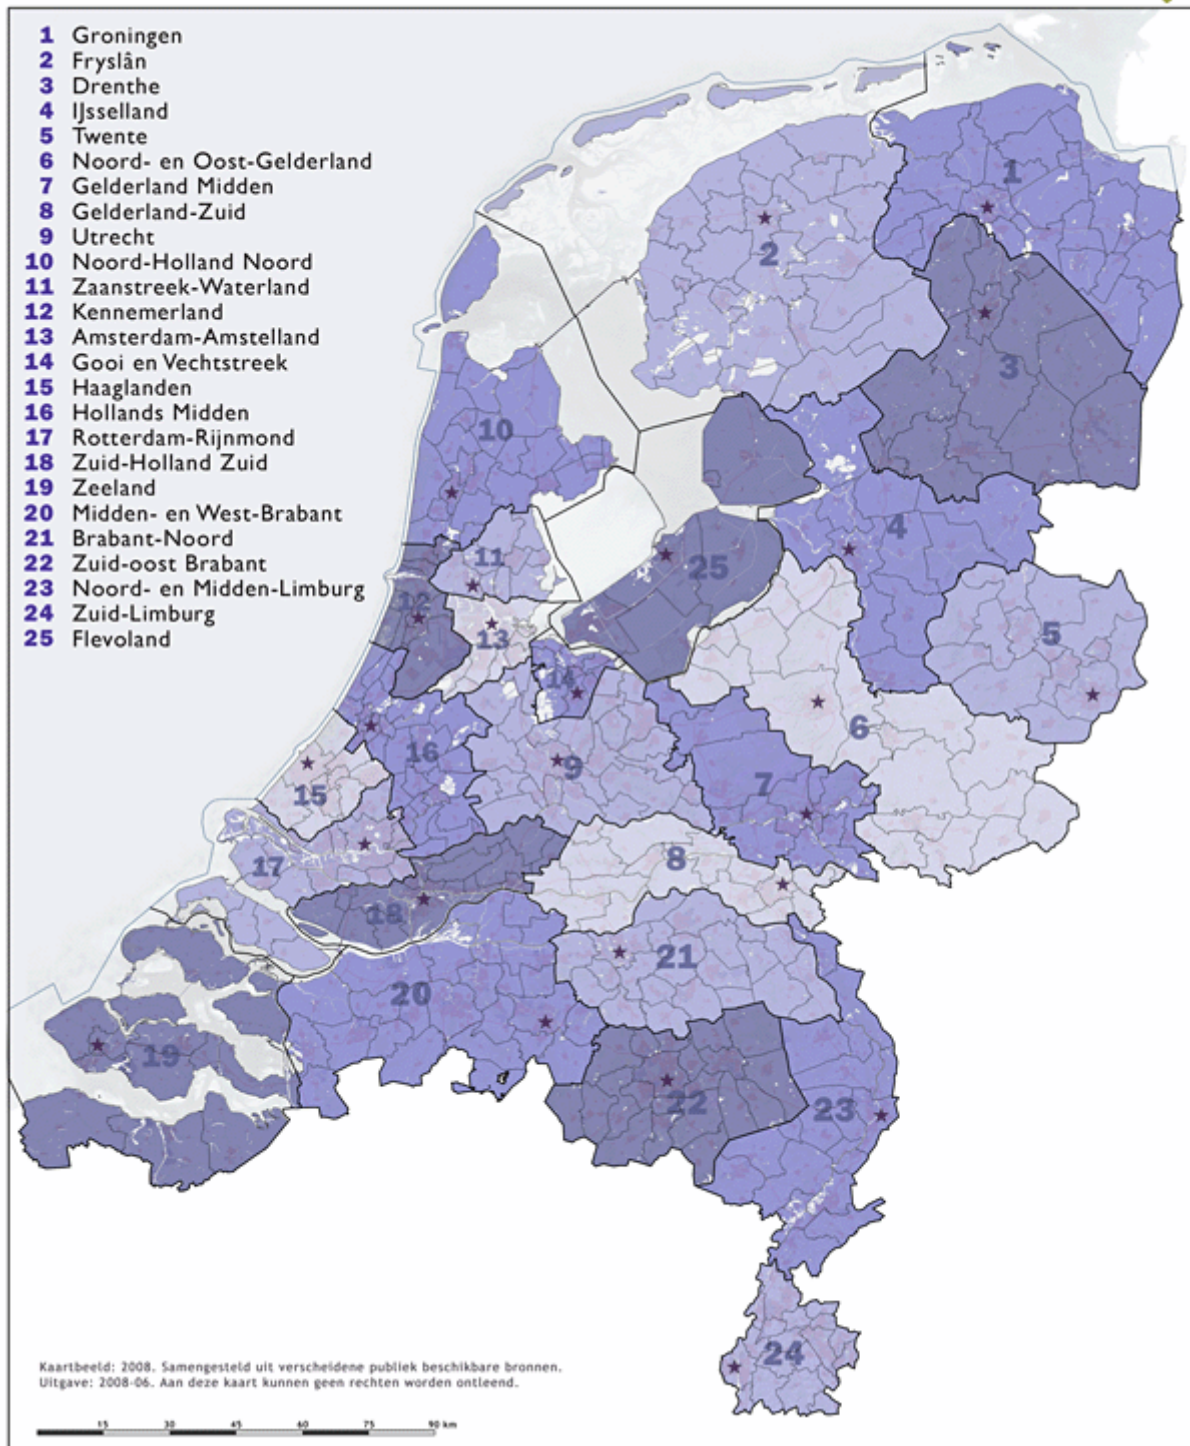 1 Groningen
2 Fryslân
3 Drenthe
4 IJsselland
5 Twente
6 Noord- en Oost-Gelderland
7 Gelderland Midden
8 Gelderland-Zuid
9 Utrecht
10 Noord-Holland Noord
11 Zaanstreek-Waterland
12 Kennemerland
13 Amsterdam-Amstelland
14 Gooi en Vechtstreek
15 Haaglanden
16 Hollands Midden
17 Rotterdam-Rijnmond
18 Zuid-Holland Zuid
19 Zeeland
20 Midden- en West-Brabant
21 Brabant-Noord
22 Zuid-oost Brabant
23 Noord- en Midden-Limburg
24 Zuid-Limburg
25 Flevoland
1
2
3
10
4
11
25
12
13
5
14
6
16
9
7
15
8
17
18
21
20
19
22
23
24
Kaartbeeld: 2008. Samengesteld uit verscheidene publiek beschikbare bronnen.
Uitgave: 2008-06. Aan deze kaart kunnen geen rechten worden ontleend.
15 30 45 60 75 90 km